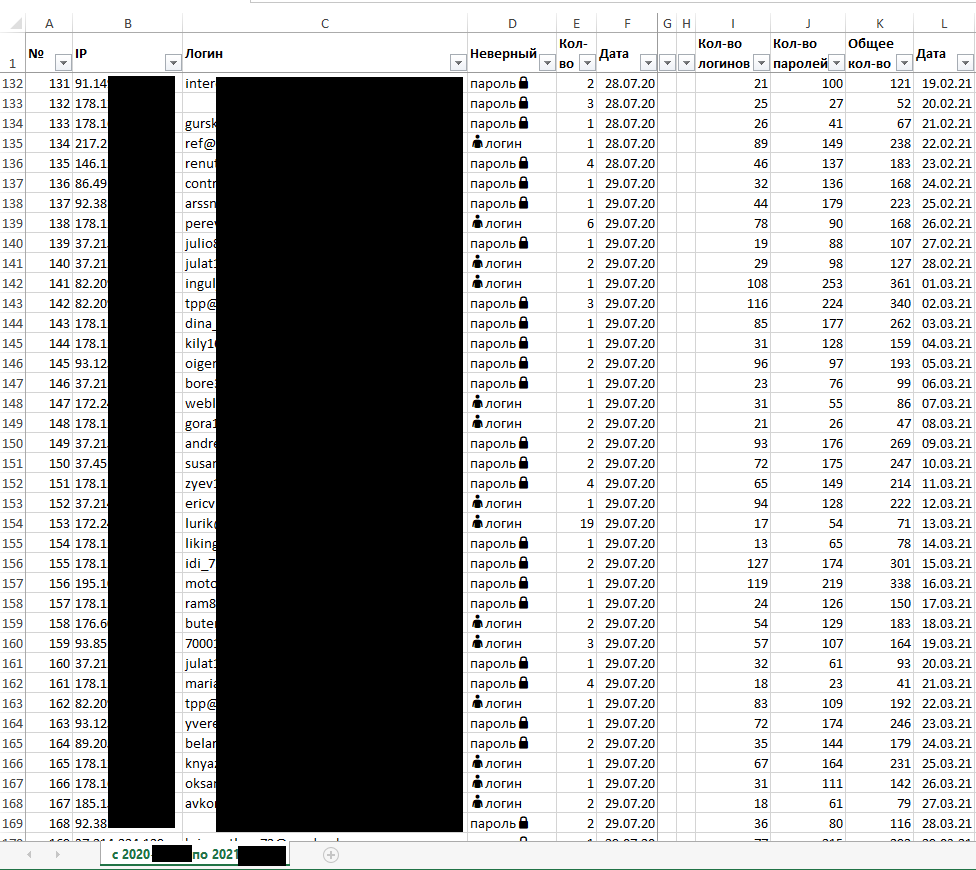 A B C D E F G H I J K L
1 № IP Логин Неверный Кол-во Дата Кол-во логинов Кол-во паролей Общее кол-во Дата
132 131 91.14 inter пароль 2 28.07.20 21 100 121 19.02.21
133 132 178.1 пароль 3 28.07.20 25 27 52 20.02.21
134 133 178.1 gursk пароль 1 28.07.20 26 41 67 21.02.21
135 134 217.2 ref@ логин 1 28.07.20 89 149 238 22.02.21
136 135 146.1 renu пароль 4 28.07.20 46 137 183 23.02.21
137 136 86.49 contr пароль 1 29.07.20 32 136 168 24.02.21
138 137 92.38 arssn пароль 1 29.07.20 44 179 223 25.02.21
139 138 178.1 pere логин 6 29.07.20 78 90 168 26.02.21
140 139 37.21 julio8 пароль 1 29.07.20 19 88 107 27.02.21
141 140 37.21 julat1 логин 2 29.07.20 29 98 127 28.02.21
142 141 82.20 ingul логин 1 29.07.20 108 253 361 01.03.21
143 142 82.20 tpp@ пароль 3 29.07.20 116 224 340 02.03.21
144 143 178.1 dina_ пароль 1 29.07.20 85 177 262 03.03.21
145 144 178.1 kily1 пароль 1 29.07.20 31 128 159 04.03.21
146 145 93.12 oiger пароль 2 29.07.20 96 97 193 05.03.21
147 146 37.21 bore пароль 1 29.07.20 23 76 99 06.03.21
148 147 172.2 webl логин 1 29.07.20 31 55 86 07.03.21
149 148 178.1 gora1 логин 2 29.07.20 21 26 47 08.03.21
150 149 37.21 andre пароль 2 29.07.20 93 176 269 09.03.21
151 150 37.45 susar пароль 2 29.07.20 72 175 247 10.03.21
152 151 178.1 zyev1 пароль 4 29.07.20 65 149 214 11.03.21
153 152 37.21 ericv логин 1 29.07.20 94 128 222 12.03.21
154 153 172.2 lurik логин 19 29.07.20 17 54 71 13.03.21
155 154 178.1 liking пароль 1 29.07.20 13 65 78 14.03.21
156 155 178.1 idi_7 пароль 2 29.07.20 127 174 301 15.03.21
157 156 195.1 moto пароль 1 29.07.20 119 219 338 16.03.21
158 157 178.1 ram8 пароль 1 29.07.20 24 126 150 17.03.21
159 158 176.6 buter логин 2 29.07.20 54 129 183 18.03.21
160 159 93.85 7000 логин 3 29.07.20 57 107 164 19.03.21
161 160 37.21 julat1 пароль 1 29.07.20 32 61 93 20.03.21
162 161 178.1 maria пароль 4 29.07.20 18 23 41 21.03.21
163 162 82.20 tpp@ логин 1 29.07.20 83 109 192 22.03.21
164 163 93.12 yvere пароль 1 29.07.20 72 174 246 23.03.21
165 164 89.20 belar пароль 2 29.07.20 35 144 179 24.03.21
166 165 178.1 knya логин 1 29.07.20 67 164 231 25.03.21
167 166 178.1 oksar логин 1 29.07.20 31 111 142 26.03.21
168 167 185.1 avko логин 2 29.07.20 18 61 79 27.03.21
169 168 92.38 пароль 2 29.07.20 36 80 116 28.03.21
с 2020 по 2021